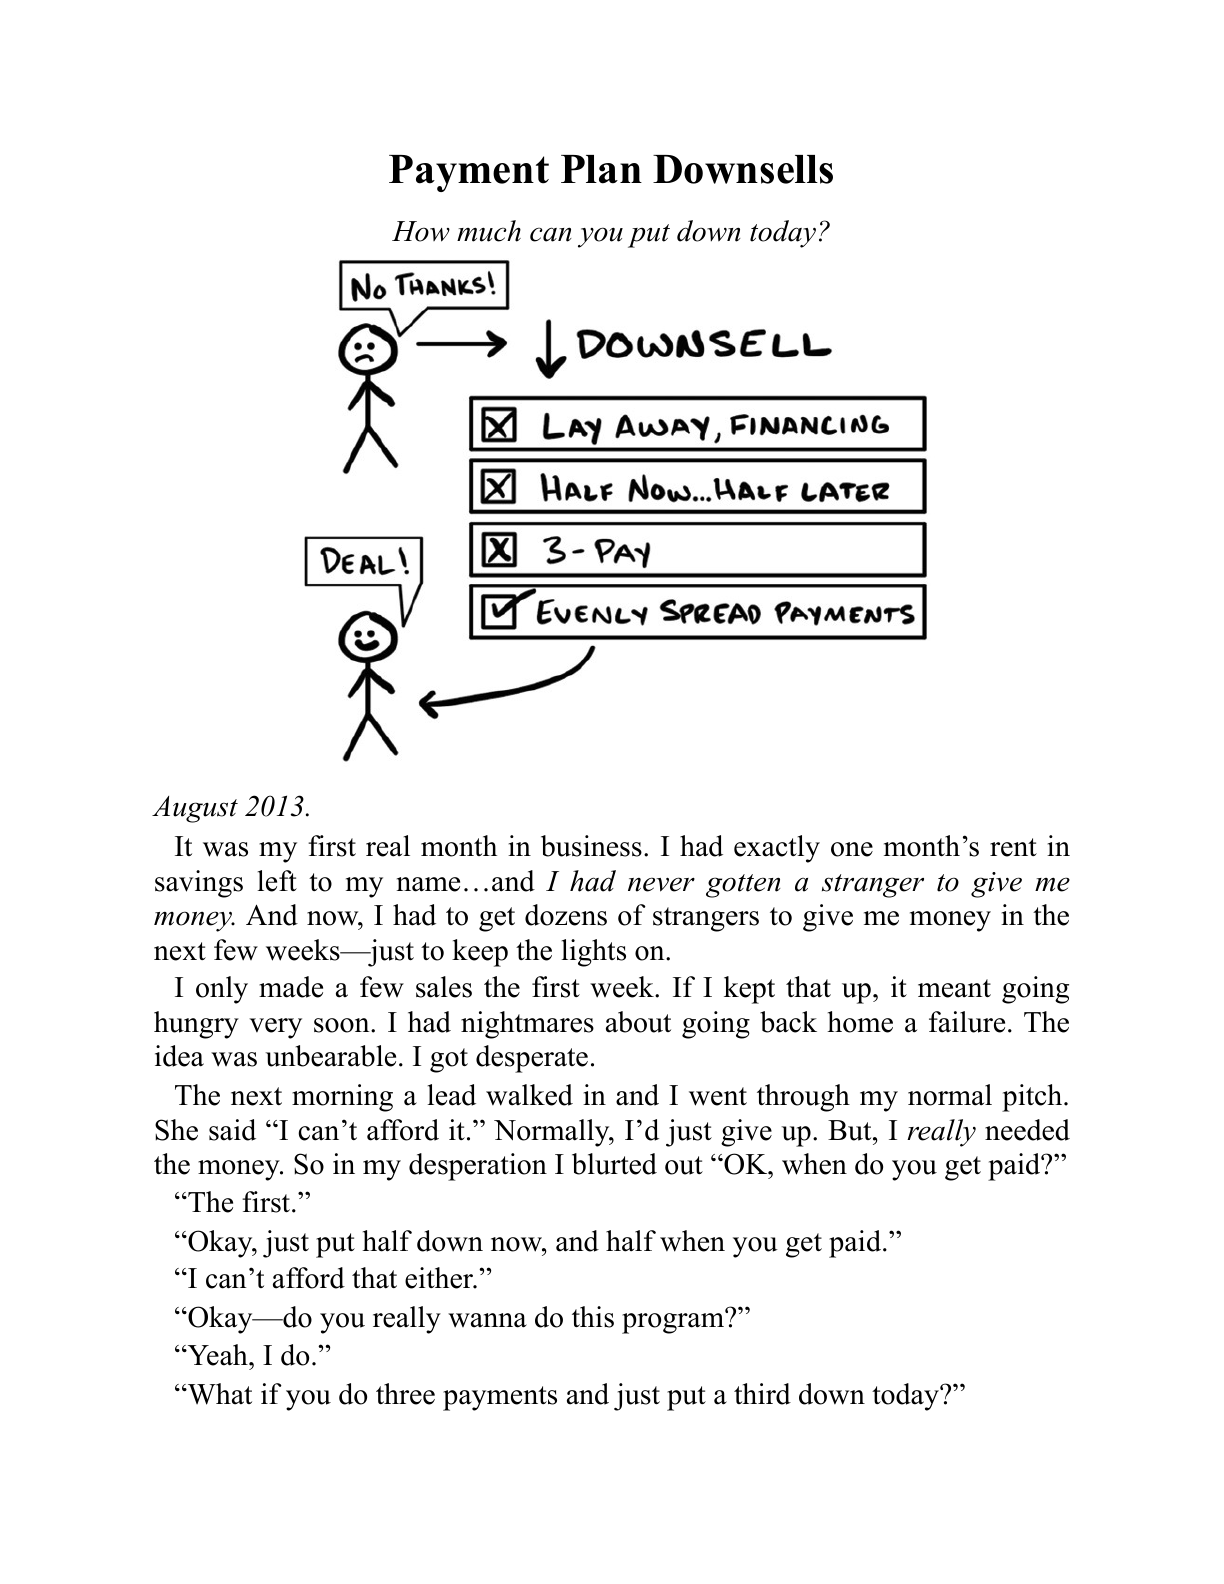 Payment Plan Downsells
How much can you put down today?
No Thanks!
↓ DOWNSELL
LAY AWAY, FINANCING
HALF NOW...HALF LATER
3-PAY
EVENLY SPREAD PAYMENTS
DEAL!
August 2013.
It was my first real month in business. I had exactly one month’s rent in
savings left to my name…and I had never gotten a stranger to give me
money. And now, I had to get dozens of strangers to give me money in the
next few weeks—just to keep the lights on.
I only made a few sales the first week. If I kept that up, it meant going
hungry very soon. I had nightmares about going back home a failure. The
idea was unbearable. I got desperate.
The next morning a lead walked in and I went through my normal pitch.
She said “I can’t afford it.” Normally, I’d just give up. But, I really needed
the money. So in my desperation I blurted out “OK, when do you get paid?”
“The first.”
“Okay, just put half down now, and half when you get paid.”
“I can’t afford that either.”
“Okay—do you really wanna do this program?”
“Yeah, I do.”
“What if you do three payments and just put a third down today?”